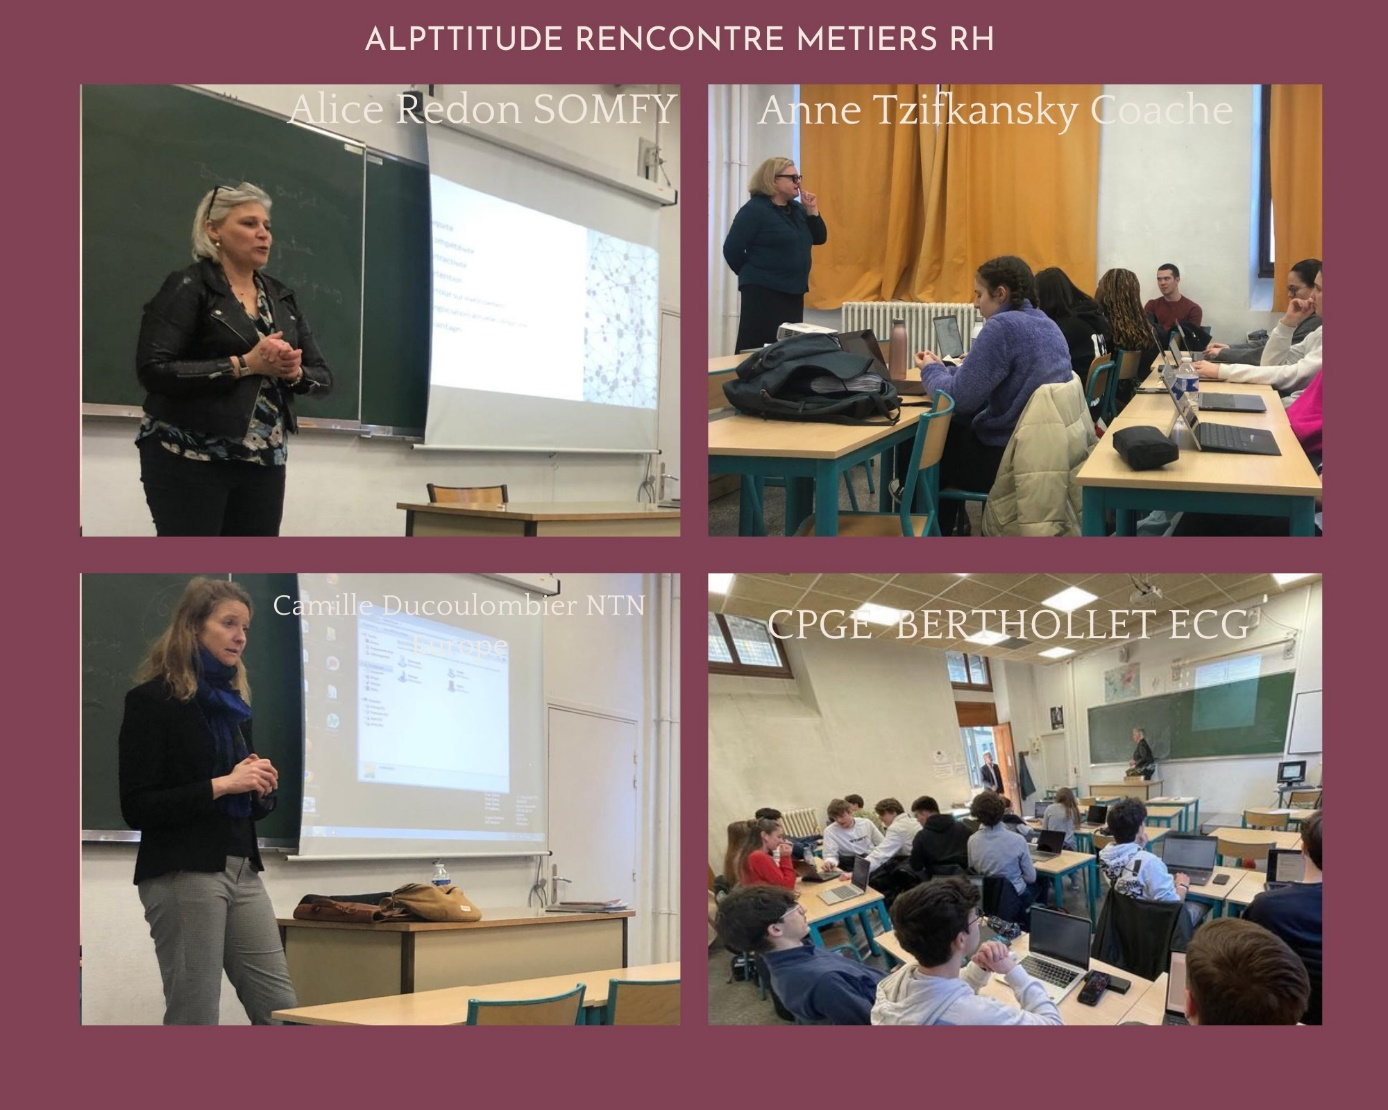 ALPTTITUDE RENCONTRE METIERS RH
Alice Redon SOMFY
Anne Tzifkansky Coache
Camille Ducoulombier NTN
Europe
CPGE BERTHOLLET ECG